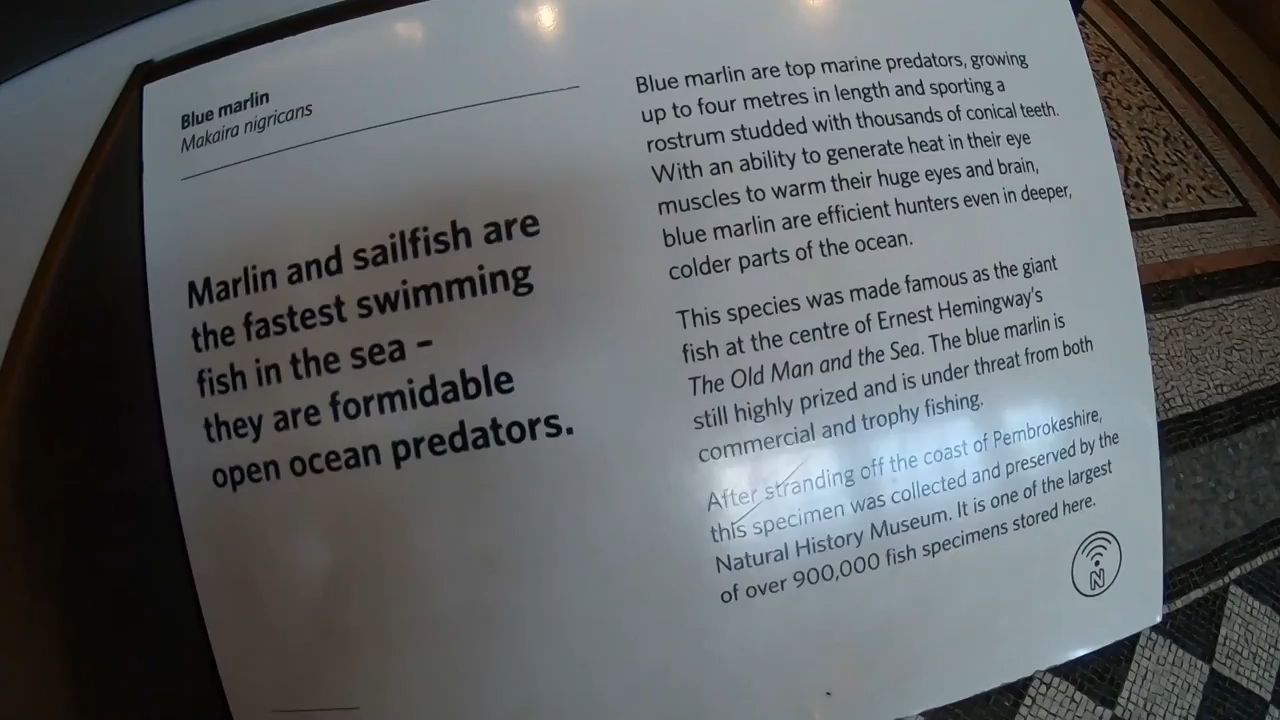 Blue marlin
Makaira nigricans
Marlin and sailfish are
the fastest swimming
fish in the sea –
they are formidable
open ocean predators.
Blue marlin are top marine predators, growing
up to four metres in length and sporting a
rostrum studded with thousands of conical teeth.
With an ability to generate heat in their eye
muscles to warm their huge eyes and brain,
blue marlin are efficient hunters even in deeper,
colder parts of the ocean.
This species was made famous as the giant
fish at the centre of Ernest Hemingway's
The Old Man and the Sea. The blue marlin is
still highly prized and is under threat from both
commercial and trophy fishing.
After stranding off the coast of Pembrokeshire,
this specimen was collected and preserved by the
Natural History Museum. It is one of the largest
of over 900,000 fish specimens stored here.
N